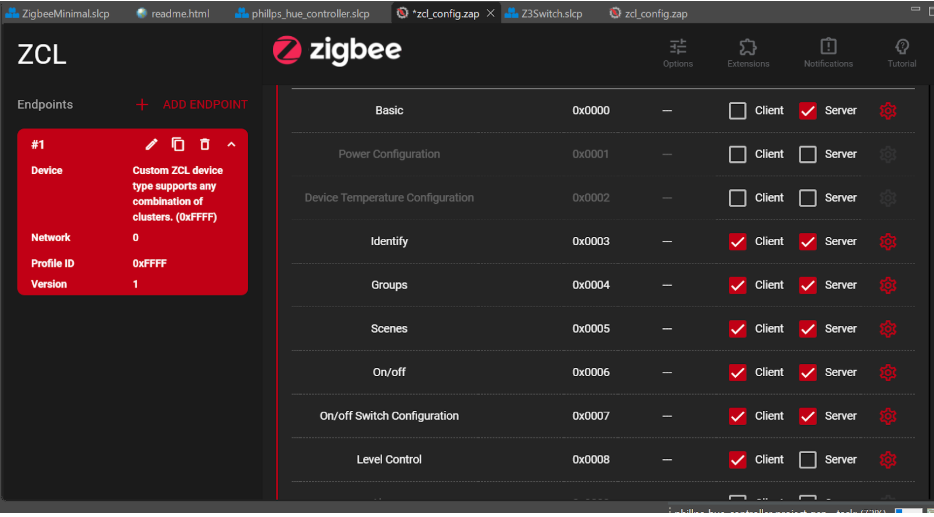 ZigbeeMinimal.slcp readme.html phillps_hue_controller.slcp *zcl_config.zap Z3Switch.slcp zcl_config.zap
ZCL
zigbee
Options Extensions Notifications Tutorial
Endpoints ADD ENDPOINT
#1
Device Custom ZCL device
type supports any
combination of
clusters. (0xFFFF)
Network 0
Profile ID 0xFFFF
Version 1
Basic 0x0000 — Client Server
Power Configuration 0x0001 — Client Server
Device Temperature Configuration 0x0002 — Client Server
Identify 0x0003 — Client Server
Groups 0x0004 — Client Server
Scenes 0x0005 — Client Server
On/off 0x0006 — Client Server
On/off Switch Configuration 0x0007 — Client Server
Level Control 0x0008 — Client Server